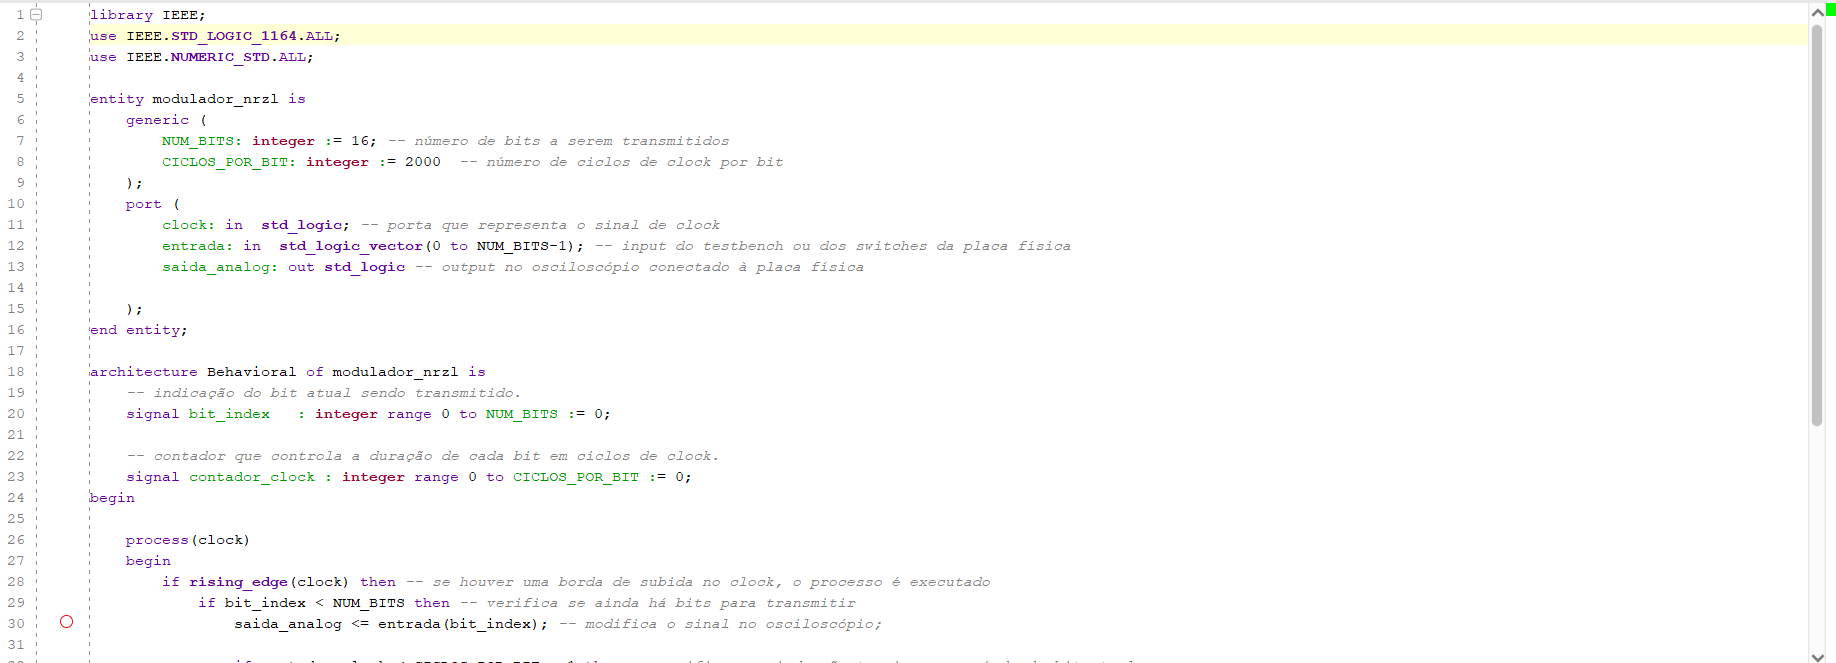 1 library IEEE;
2 use IEEE.STD_LOGIC_1164.ALL;
3 use IEEE.NUMERIC_STD.ALL;
4
5 entity modulador_nrzl is
6 generic (
7 NUM_BITS: integer := 16; -- número de bits a serem transmitidos
8 CICLOS_POR_BIT: integer := 2000 -- número de ciclos de clock por bit
9 );
10 port (
11 clock: in std_logic; -- porta que representa o sinal de clock
12 entrada: in std_logic_vector(0 to NUM_BITS-1); -- input do testbench ou dos switches da placa física
13 saida_analog: out std_logic -- output no osciloscópio conectado à placa física
14
15 );
16 end entity;
17
18 architecture Behavioral of modulador_nrzl is
19 -- indicação do bit atual sendo transmitido.
20 signal bit_index : integer range 0 to NUM_BITS := 0;
21
22 -- contador que controla a duração de cada bit em ciclos de clock.
23 signal contador_clock : integer range 0 to CICLOS_POR_BIT := 0;
24 begin
25
26 process(clock)
27 begin
28 if rising_edge(clock) then -- se houver uma borda de subida no clock, o processo é executado
29 if bit_index < NUM_BITS then -- verifica se ainda há bits para transmitir
30 saida_analog <= entrada(bit_index); -- modifica o sinal no osciloscópio;
31